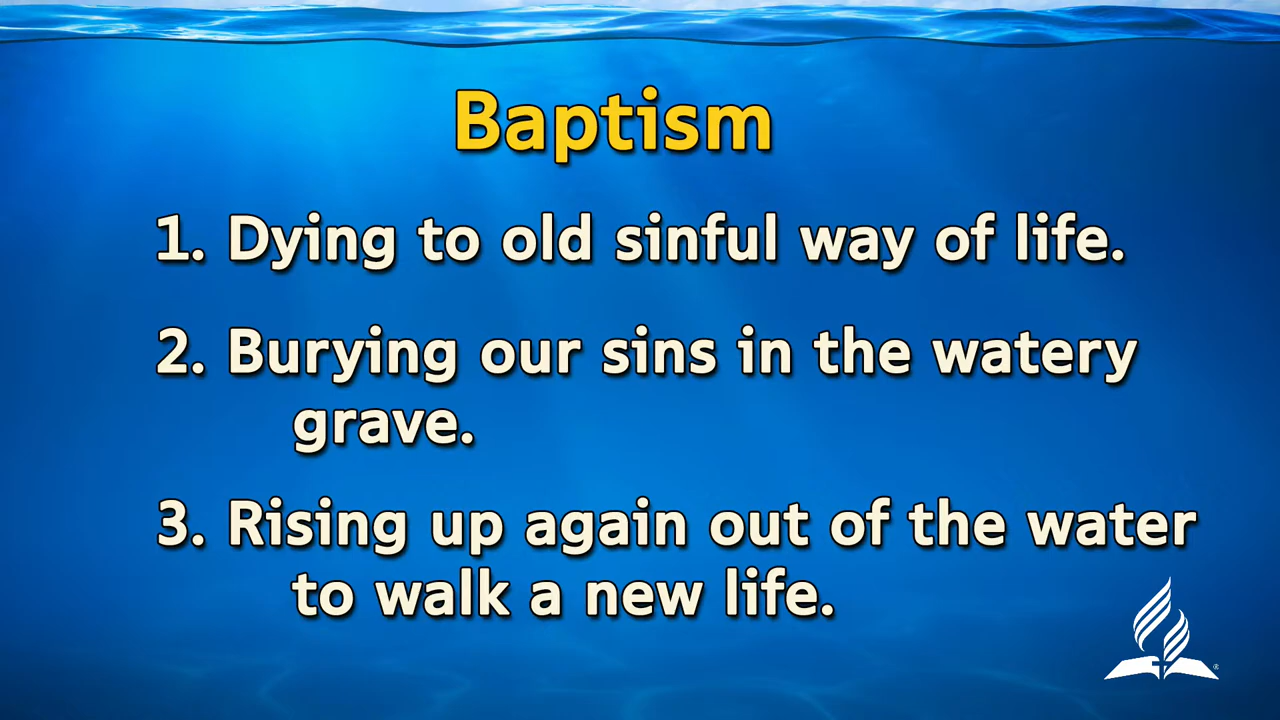 Baptism
1. Dying to old sinful way of life.
2. Burying our sins in the watery
grave.
3. Rising up again out of the water
to walk a new life.
®